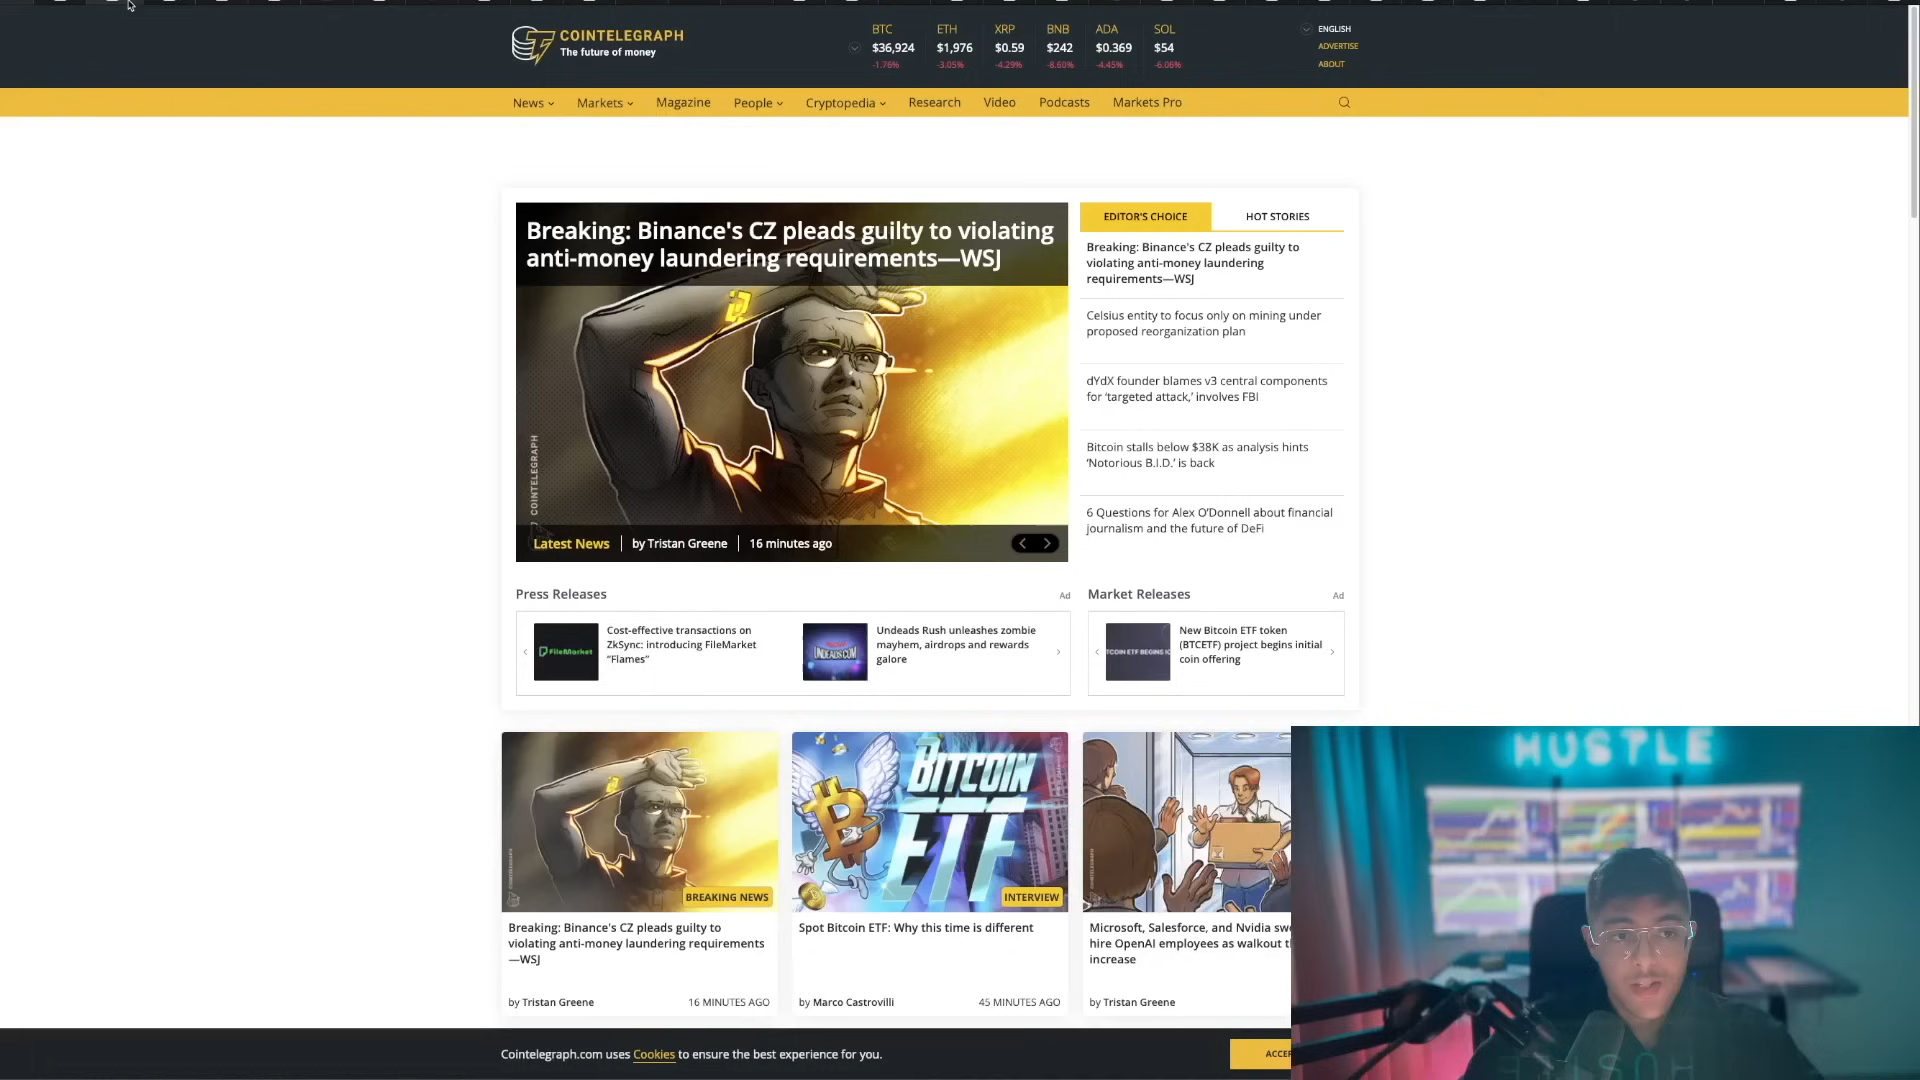 COINTELEGRAPH
The future of money
BTC
$36,924
-1.76%
ETH
$1,976
-3.05%
XRP
$0.59
-4.29%
BNB
$242
-8.60%
ADA
$0.369
-4.45%
SOL
$54
-6.06%
ENGLISH
ADVERTISE
ABOUT
News
Markets
Magazine
People
Cryptopedia
Research
Video
Podcasts
Markets Pro
Breaking: Binance's CZ pleads guilty to violating
anti-money laundering requirements—WSJ
COINTELEGRAPH
Latest News
by Tristan Greene
16 minutes ago
EDITOR'S CHOICE
HOT STORIES
Breaking: Binance's CZ pleads guilty to
violating anti-money laundering
requirements—WSJ
Celsius entity to focus only on mining under
proposed reorganization plan
dYdX founder blames v3 central components
for ‘targeted attack,’ involves FBI
Bitcoin stalls below $38K as analysis hints
‘Notorious B.I.D.’ is back
6 Questions for Alex O’Donnell about financial
journalism and the future of DeFi
Press Releases
Ad
FileMarket
Cost-effective transactions on
ZkSync: introducing FileMarket
“Flames”
UNDEADS.COM
Undeads Rush unleashes zombie
mayhem, airdrops and rewards
galore
Market Releases
Ad
TCOIN ETF BEGINS IC
New Bitcoin ETF token
(BTCETF) project begins initial
coin offering
BREAKING NEWS
Breaking: Binance's CZ pleads guilty to
violating anti-money laundering requirements
—WSJ
by Tristan Greene
16 MINUTES AGO
BITCOIN
ETF
INTERVIEW
Spot Bitcoin ETF: Why this time is different
by Marco Castrovilli
45 MINUTES AGO
Microsoft, Salesforce, and Nvidia sw
hire OpenAI employees as walkout t
increase
by Tristan Greene
HUSTLE
Cointelegraph.com uses Cookies to ensure the best experience for you.
ACCE